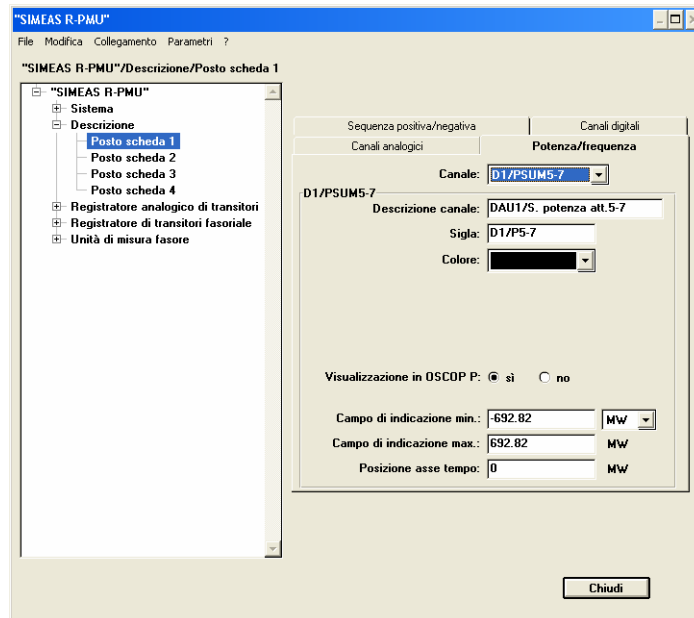 "SIMEAS R-PMU"
File Modifica Collegamento Parametri ?
"SIMEAS R-PMU"/Descrizione/Posto scheda 1
"SIMEAS R-PMU"
Sistema
Descrizione
Posto scheda 1
Posto scheda 2
Posto scheda 3
Posto scheda 4
Registratore analogico di transitori
Registratore di transitori fasoriale
Unità di misura fasore
Sequenza positiva/negativa Canali digitali
Canali analogici Potenza/frequenza
Canale: D1/PSUM5-7
D1/PSUM5-7
Descrizione canale: DAU1/S. potenza att.5-7
Sigla: D1/P5-7
Colore:
Visualizzazione in OSCOP P: sì no
Campo di indicazione min.: -692.82 MW
Campo di indicazione max.: 692.82 MW
Posizione asse tempo: 0 MW
Chiudi